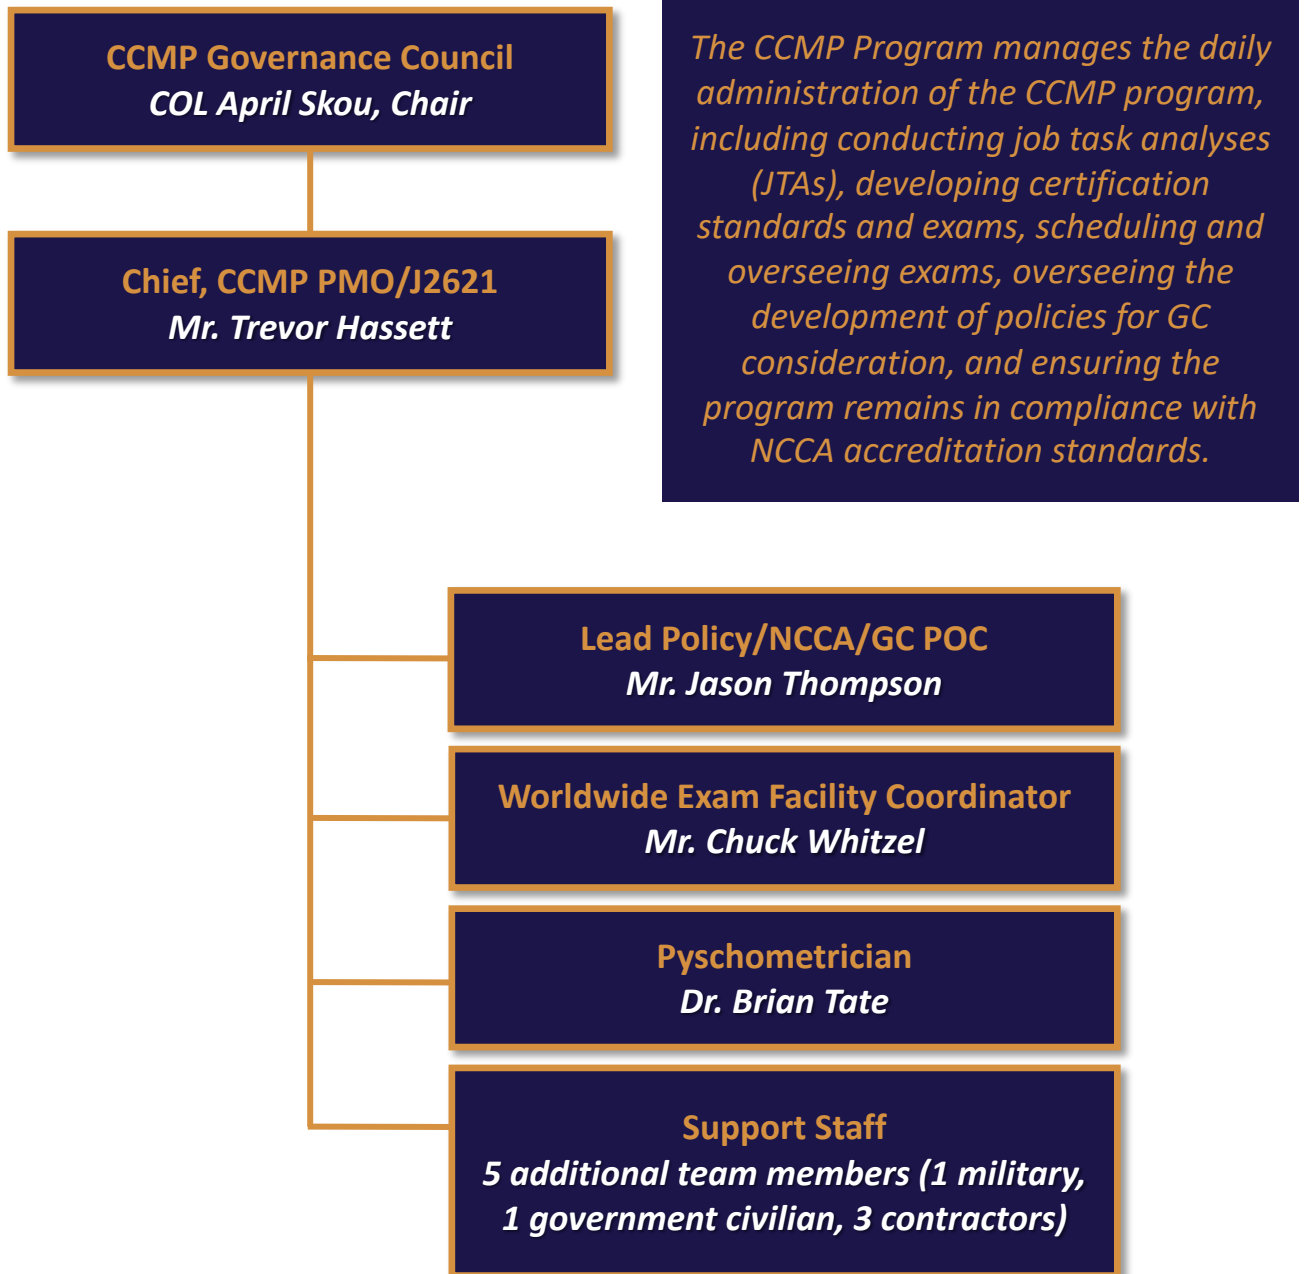 CCMP Governance Council
COL April Skou, Chair
The CCMP Program manages the daily
administration of the CCMP program,
including conducting job task analyses
(JTAs), developing certification
standards and exams, scheduling and
overseeing exams, overseeing the
development of policies for GC
consideration, and ensuring the
program remains in compliance with
NCCA accreditation standards.
Chief, CCMP PMO/J2621
Mr. Trevor Hassett
Lead Policy/NCCA/GC POC
Mr. Jason Thompson
Worldwide Exam Facility Coordinator
Mr. Chuck Whitzel
Pyschometrician
Dr. Brian Tate
Support Staff
5 additional team members (1 military,
1 government civilian, 3 contractors)